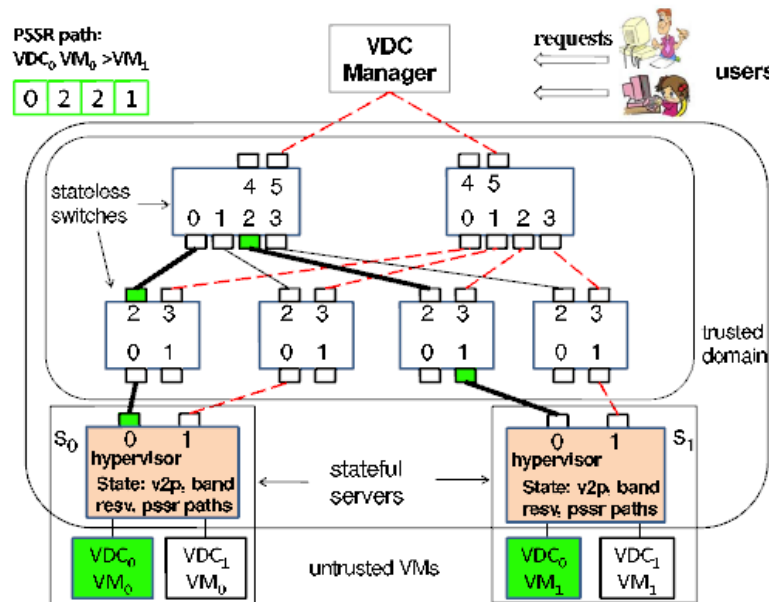 PSSR path:
VDC0 VM0 >VM1
0 2 2 1
VDC
Manager
requests
users
stateless
switches
4 5
0 1 2 3
4 5
0 1 2 3
2 3
0 1
2 3
0 1
2 3
0 1
2 3
0 1
trusted
domain
S0
0 1
hypervisor
State: v2p, band
resv, pssr paths
stateful
servers
S1
0 1
hypervisor
State: v2p, band
resv, pssr paths
VDC0
VM0
VDC1
VM0
untrusted VMs
VDC0
VM1
VDC1
VM1